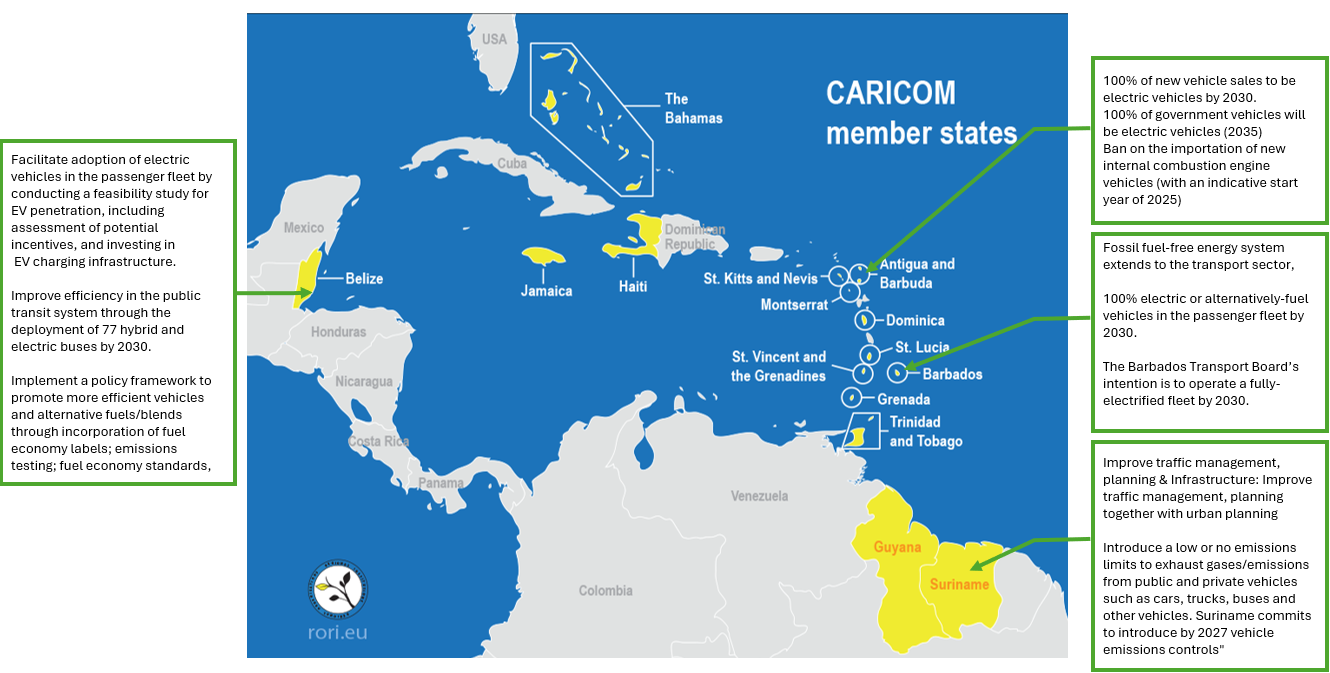 Facilitate adoption of electric
vehicles in the passenger fleet by
conducting a feasibility study for
EV penetration, including
assessment of potential
incentives, and investing in
EV charging infrastructure.
Improve efficiency in the public
transit system through the
deployment of 77 hybrid and
electric buses by 2030.
Implement a policy framework to
promote more efficient vehicles
and alternative fuels/blends
through incorporation of fuel
economy labels; emissions
testing; fuel economy standards,
CARICOM
member states
USA
The
Bahamas
Cuba
Mexico
Dominican
Republic
Belize
Jamaica
Haiti
St. Kitts and Nevis
Antigua and
Barbuda
Montserrat
Honduras
Dominica
St. Lucia
St. Vincent and
the Grenadines
Barbados
Nicaragua
Grenada
Trinidad
and Tobago
Costa Rica
Panama
Venezuela
Guyana
Suriname
Colombia
rori.eu
100% of new vehicle sales to be
electric vehicles by 2030.
100% of government vehicles will
be electric vehicles (2035)
Ban on the importation of new
internal combustion engine
vehicles (with an indicative start
year of 2025)
Fossil fuel-free energy system
extends to the transport sector,
100% electric or alternatively-fuel
vehicles in the passenger fleet by
2030.
The Barbados Transport Board's
intention is to operate a fully-
electrified fleet by 2030.
Improve traffic management,
planning & Infrastructure: Improve
traffic management, planning
together with urban planning
Introduce a low or no emissions
limits to exhaust gases/emissions
from public and private vehicles
such as cars, trucks, buses and
other vehicles. Suriname commits
to introduce by 2027 vehicle
emissions controls"